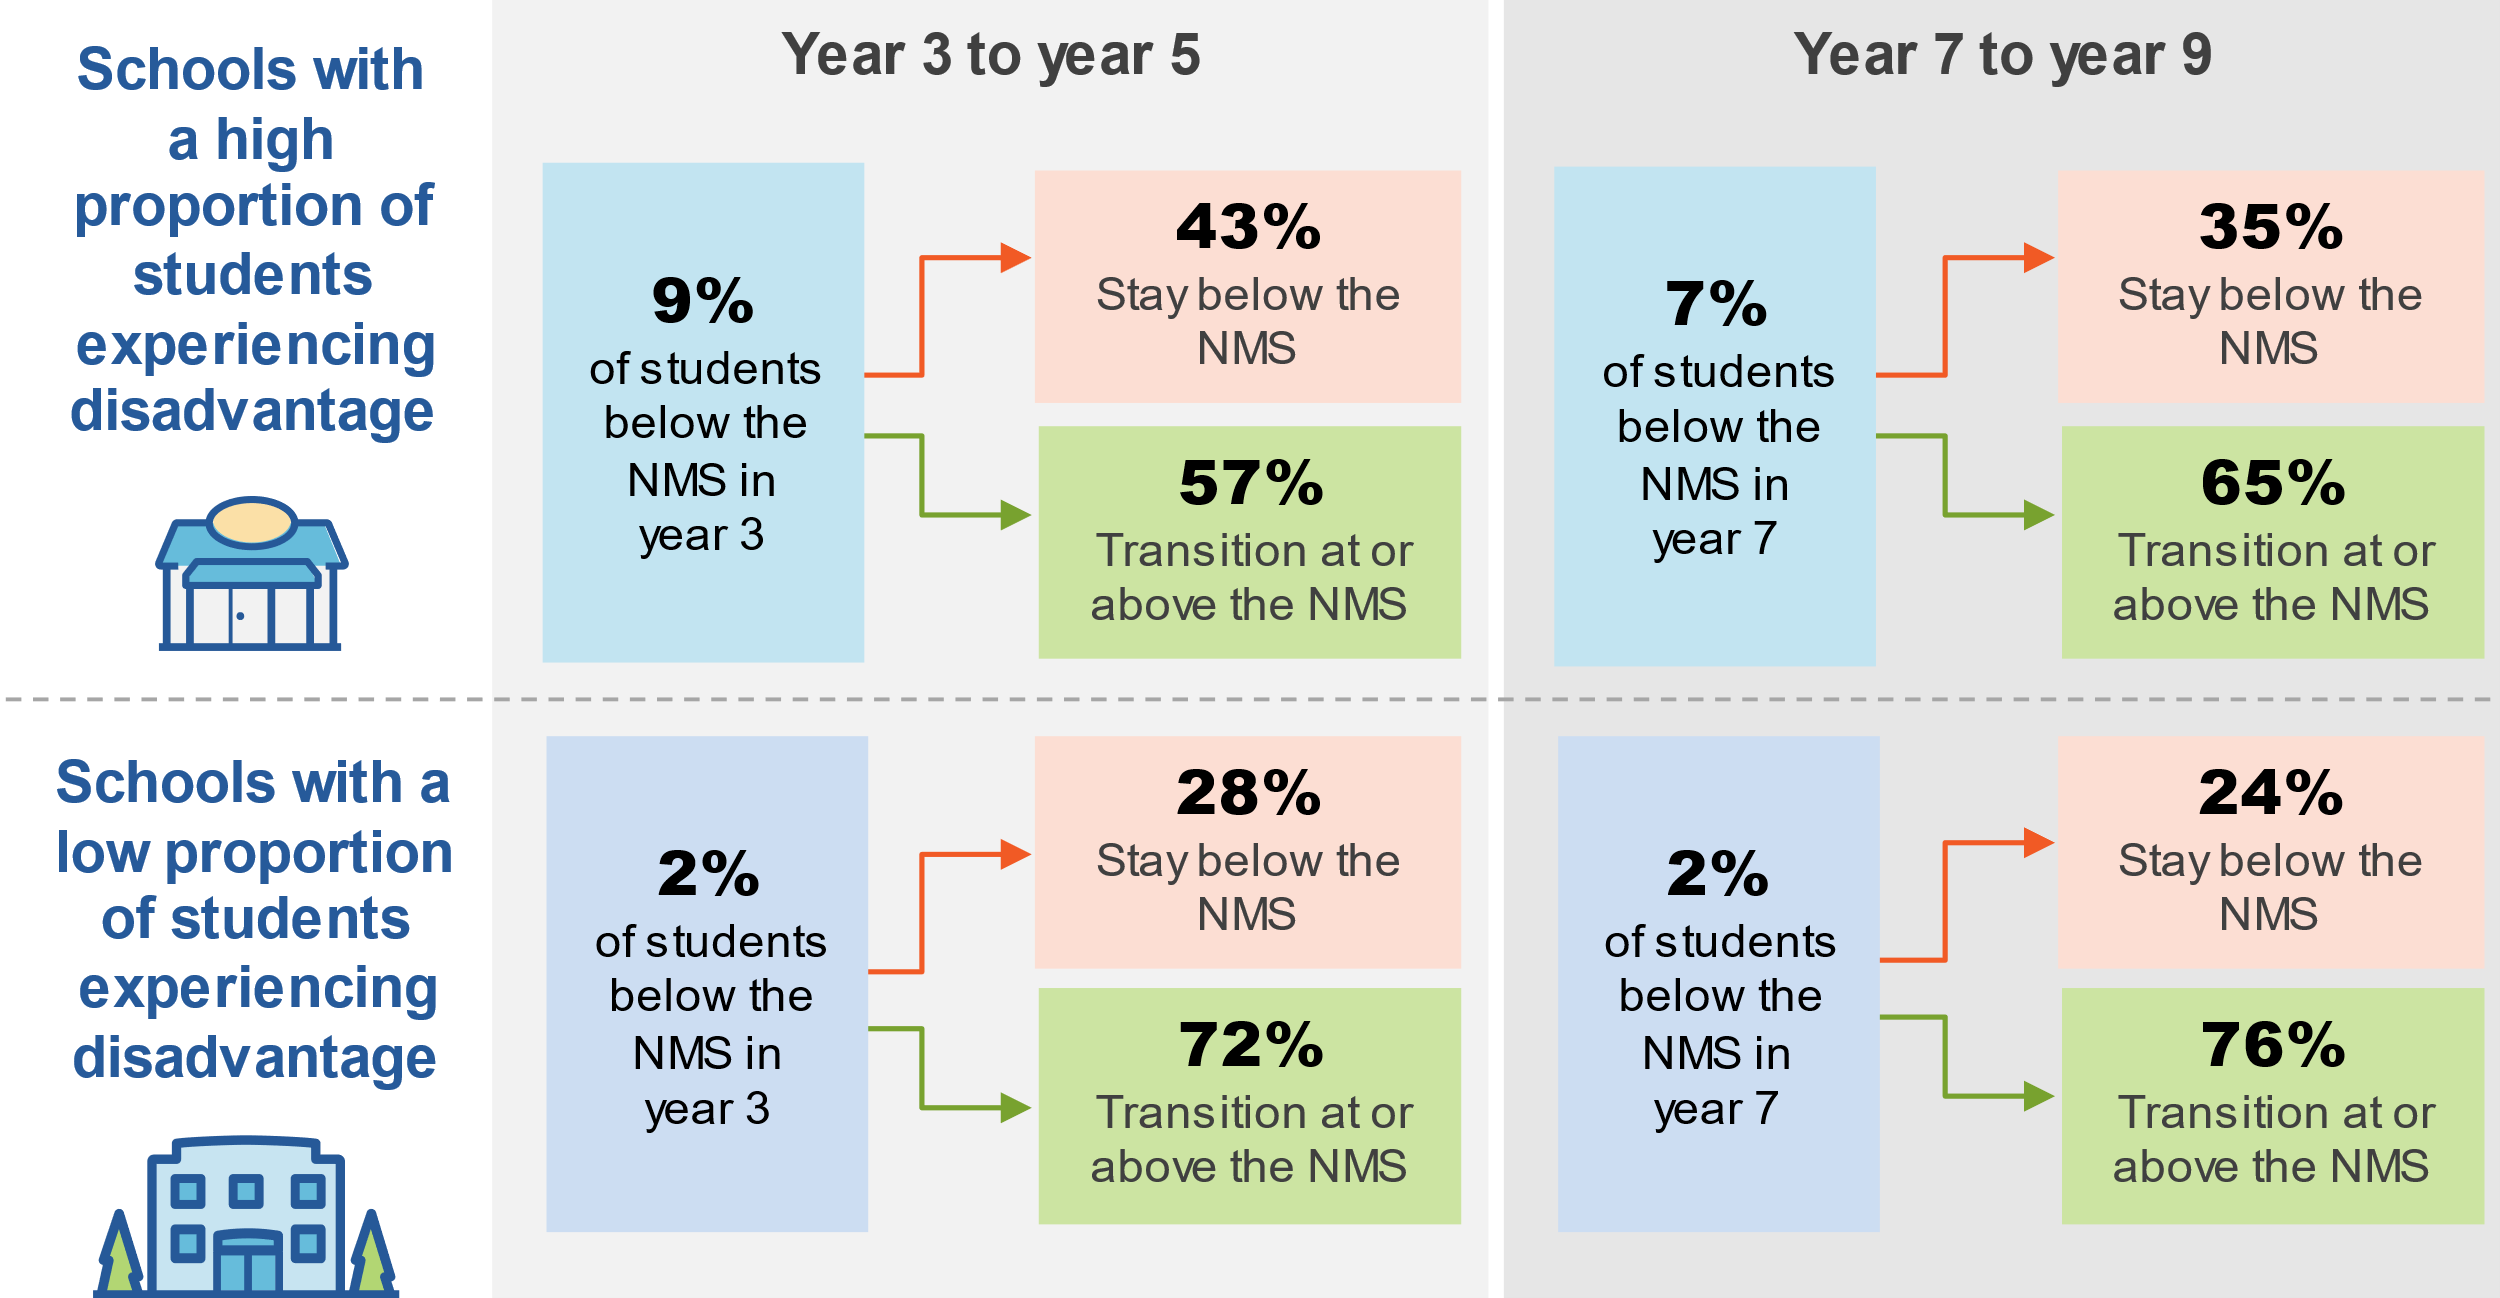 Year 3 to year 5
Year 7 to year 9
Schools with
a high
proportion of
students
experiencing
disadvantage
9%
of students
below the
NMS in
year 3
43%
Stay below the
NMS
57%
Transition at or
above the NMS
7%
of students
below the
NMS in
year 7
35%
Stay below the
NMS
65%
Transition at or
above the NMS
Schools with a
low proportion
of students
experiencing
disadvantage
2%
of students
below the
NMS in
year 3
28%
Stay below the
NMS
72%
Transition at or
above the NMS
2%
of students
below the
NMS in
year 7
24%
Stay below the
NMS
76%
Transition at or
above the NMS